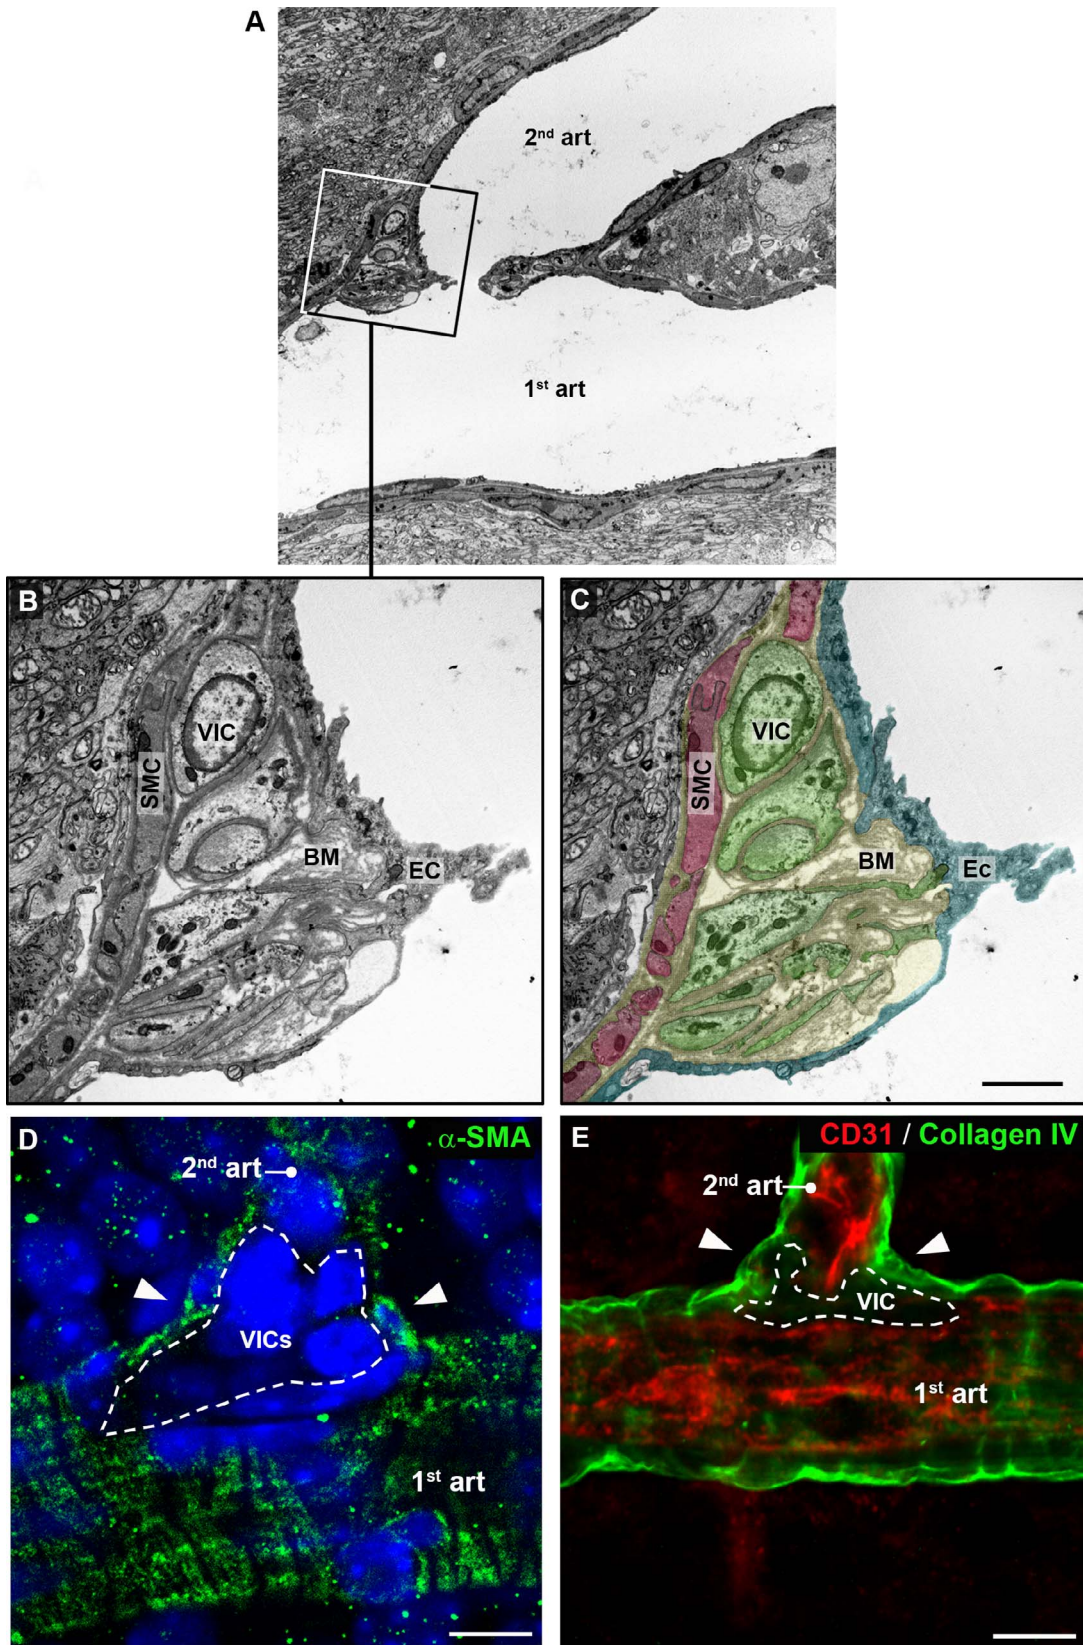 A
2nd art
1st art
B
VIC
SMC
BM
EC
C
VIC
SMC
BM
Ec
D
α-SMA
2nd art
VICs
1st art
E
CD31 / Collagen IV
2nd art
VIC
1st art